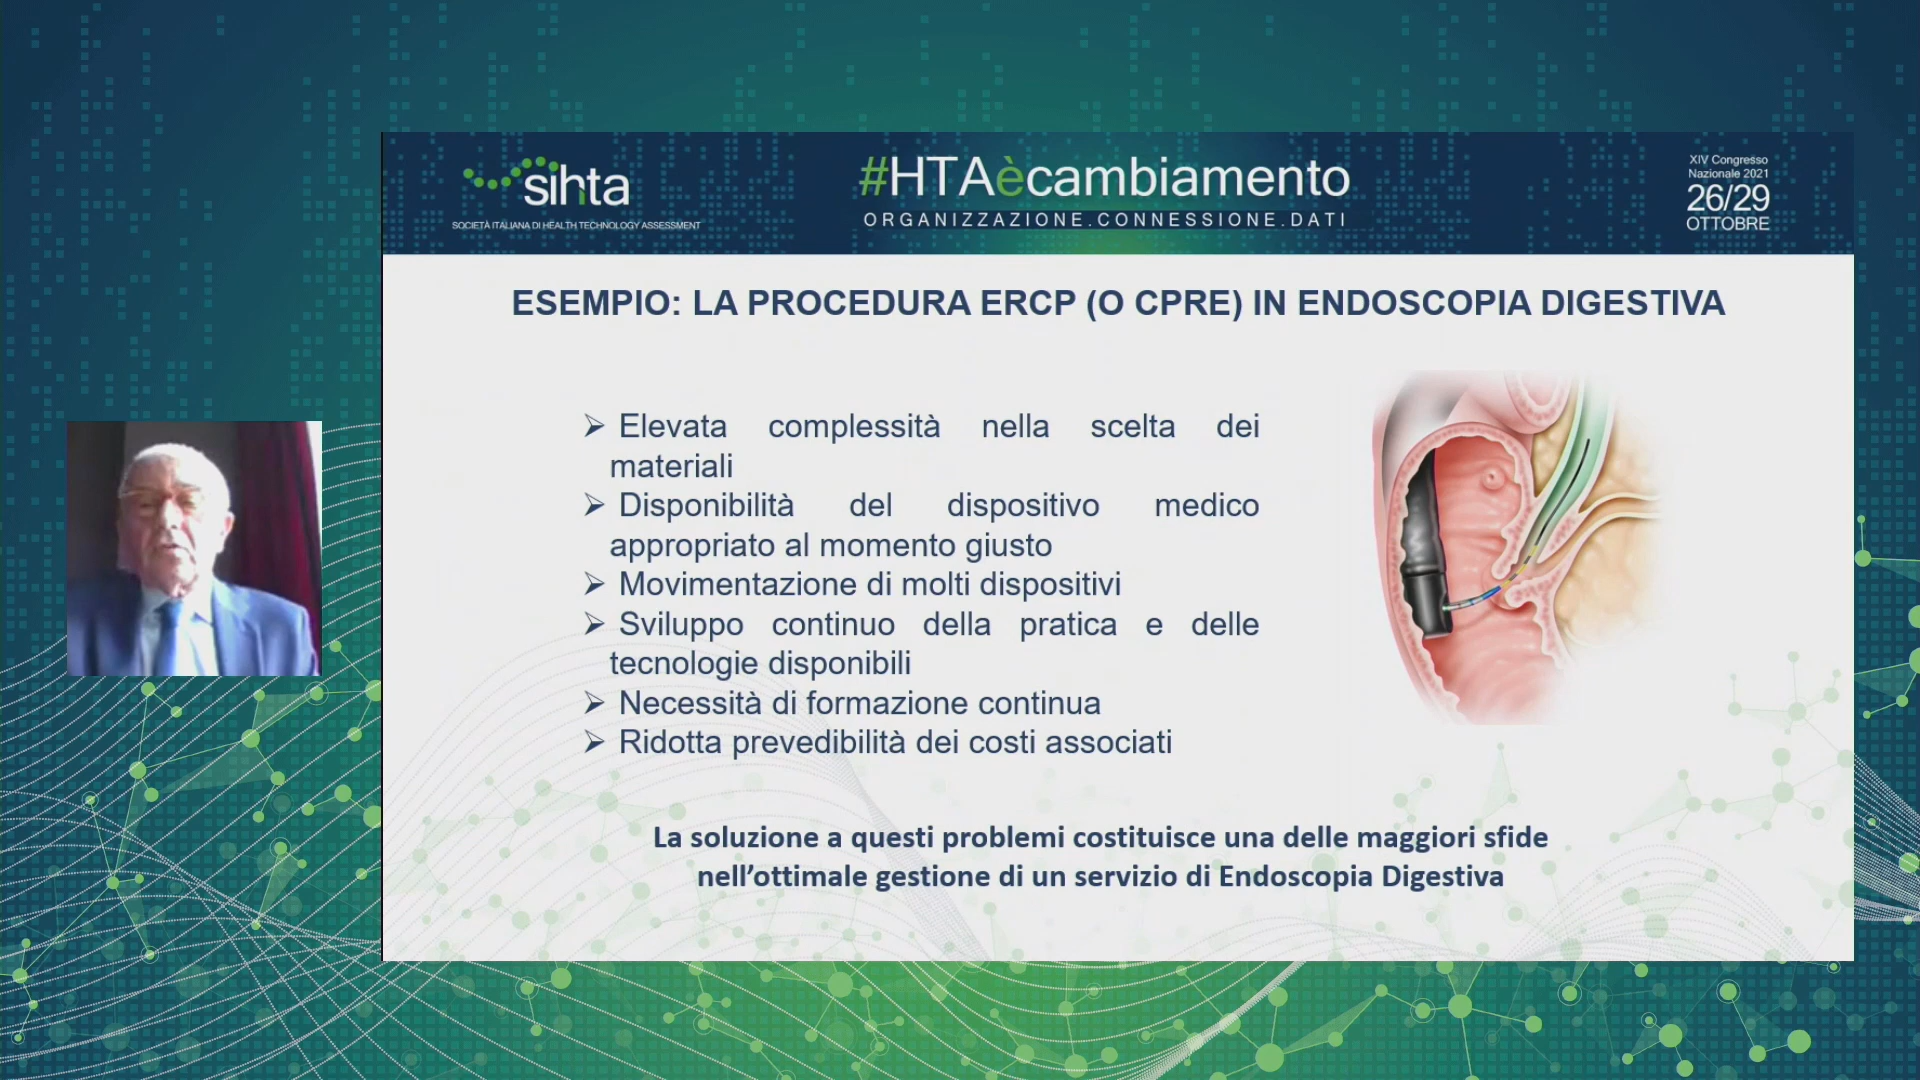 sihta
SOCIETÀ ITALIANA DI HEALTH TECHNOLOGY ASSESSMENT
#HTAècambiamento
ORGANIZZAZIONE.CONNESSIONE.DATI
XIV Congresso
Nazionale 2021
26/29
OTTOBRE
ESEMPIO: LA PROCEDURA ERCP (O CPRE) IN ENDOSCOPIA DIGESTIVA
➢ Elevata complessità nella scelta dei
materiali
➢ Disponibilità del dispositivo medico
appropriato al momento giusto
➢ Movimentazione di molti dispositivi
➢ Sviluppo continuo della pratica e delle
tecnologie disponibili
➢ Necessità di formazione continua
➢ Ridotta prevedibilità dei costi associati
La soluzione a questi problemi costituisce una delle maggiori sfide
nell’ottimale gestione di un servizio di Endoscopia Digestiva